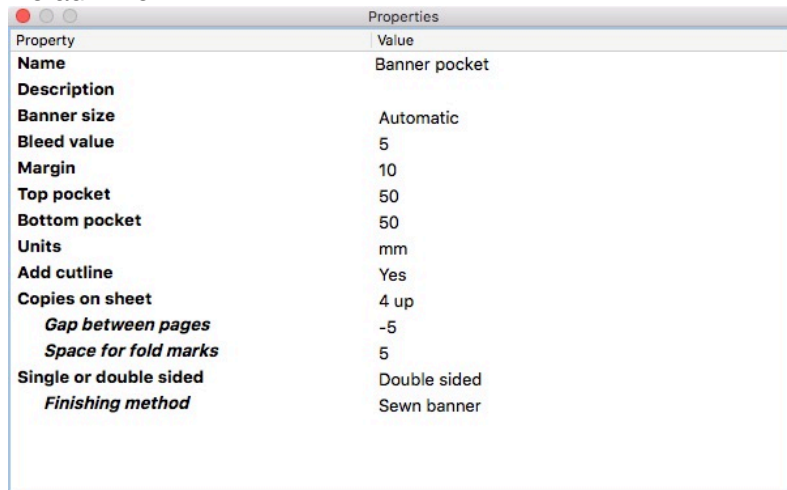 Properties
Property Value
Name Banner pocket
Description
Banner size Automatic
Bleed value 5
Margin 10
Top pocket 50
Bottom pocket 50
Units mm
Add cutline Yes
Copies on sheet 4 up
Gap between pages -5
Space for fold marks 5
Single or double sided Double sided
Finishing method Sewn banner